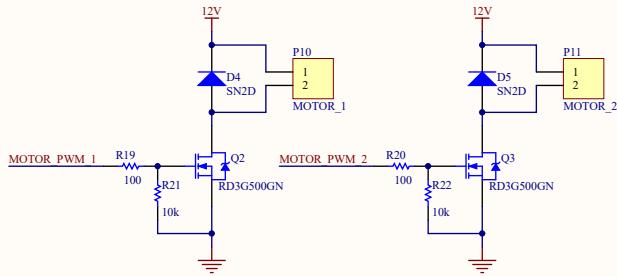 12V
12V
P10
P11
D4
1
D5
1
SN2D
2
SN2D
2
MOTOR_1
MOTOR_2
MOTOR_PWM_1
R19
Q2
MOTOR_PWM_2
R20
Q3
100
R21
RD3G500GN
100
R22
RD3G500GN
10k
10k